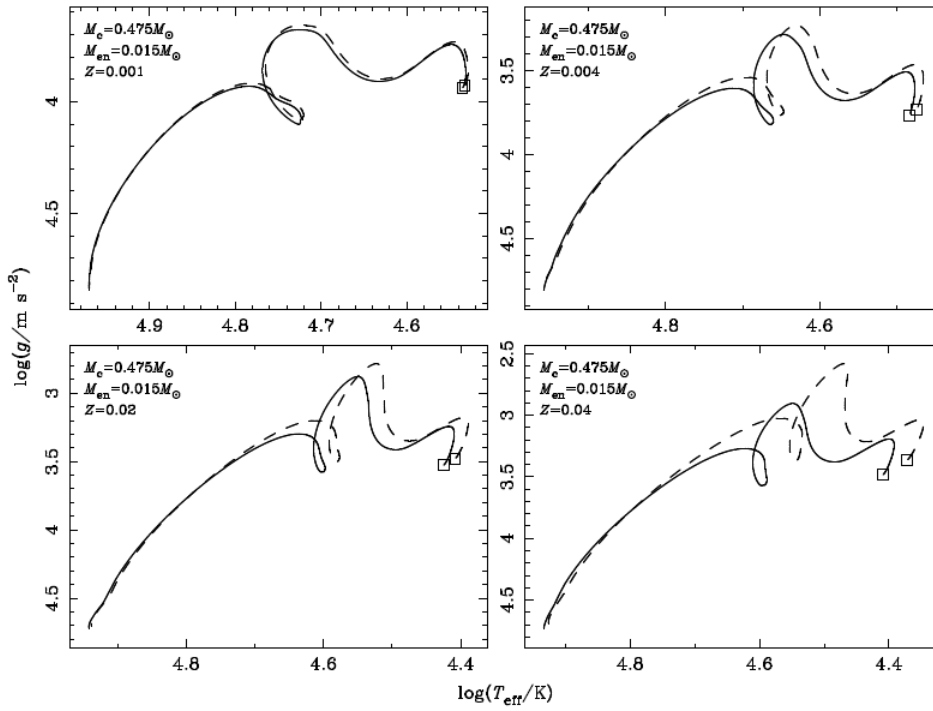 M_c=0.475M_⊙
M_en=0.015M_⊙
Z=0.001
4
4.5
4.9
4.8
4.7
4.6
M_c=0.475M_⊙
M_en=0.015M_⊙
Z=0.004
3.5
4
4.5
4.8
4.6
log(g/m s⁻²)
M_c=0.475M_⊙
M_en=0.015M_⊙
Z=0.02
3
3.5
4
4.5
4.8
4.6
4.4
M_c=0.475M_⊙
M_en=0.015M_⊙
Z=0.04
2.5
3
3.5
4
4.5
4.8
4.6
4.4
log(T_eff/K)